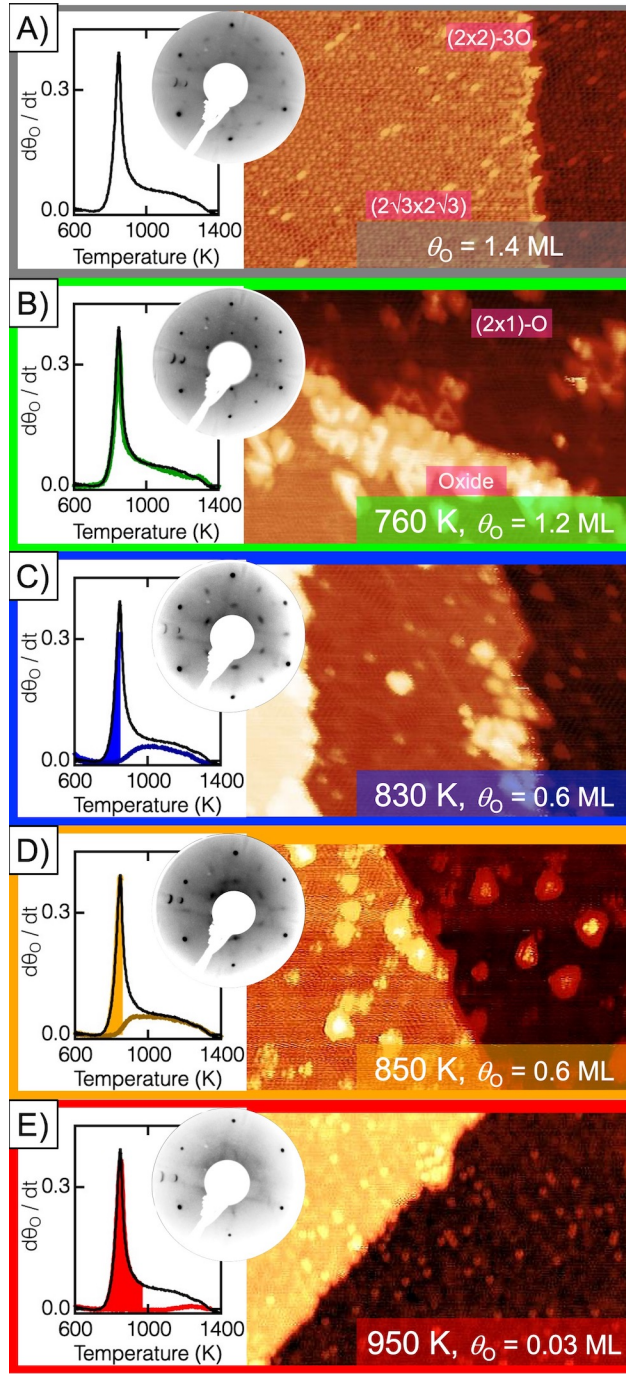 A)
dθO / dt
0.3
0.0
600 1000 1400
Temperature (K)
(2x2)-3O
(2√3x2√3)
θO = 1.4 ML
B)
dθO / dt
0.3
0.0
600 1000 1400
Temperature (K)
(2x1)-O
Oxide
760 K, θO = 1.2 ML
C)
dθO / dt
0.3
0.0
600 1000 1400
Temperature (K)
830 K, θO = 0.6 ML
D)
dθO / dt
0.3
0.0
600 1000 1400
Temperature (K)
850 K, θO = 0.6 ML
E)
dθO / dt
0.3
0.0
600 1000 1400
Temperature (K)
950 K, θO = 0.03 ML